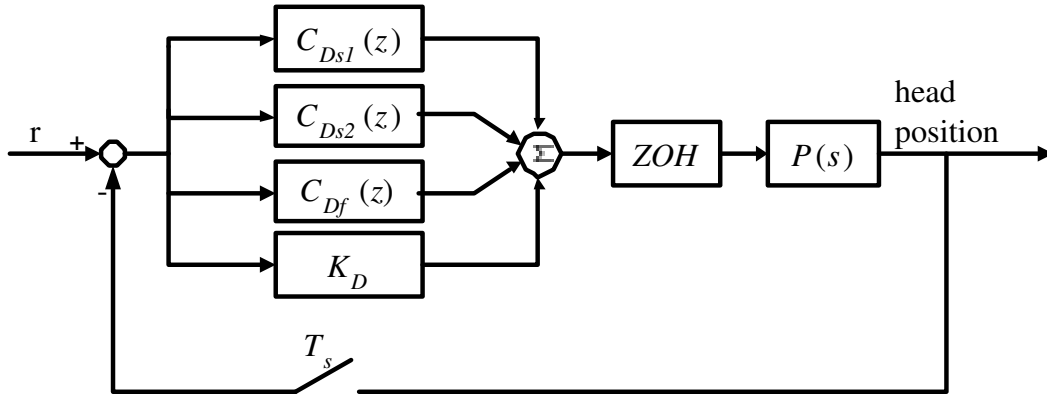 C_{Ds1}(z)
C_{Ds2}(z)
head
position
r
+
-
Σ
ZOH
P(s)
C_{Df}(z)
K_D
T_s